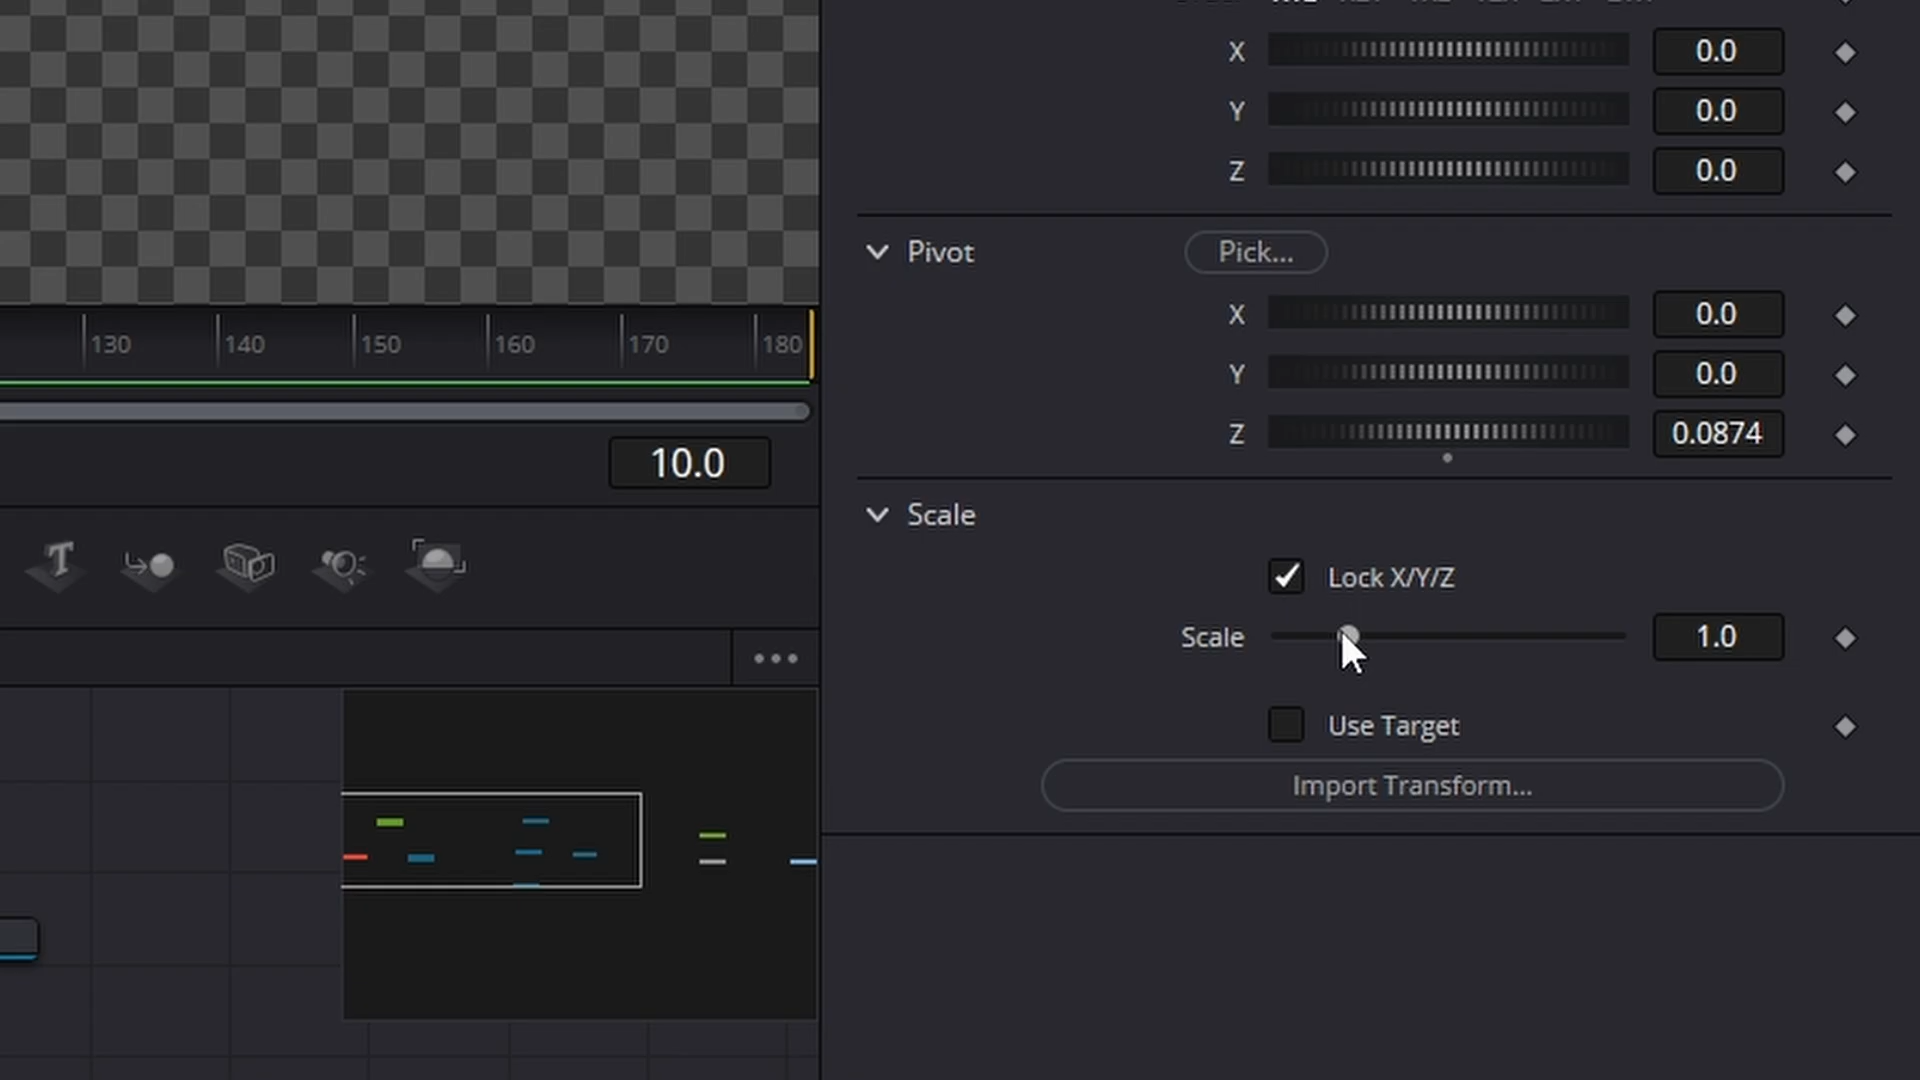 X 0.0
Y 0.0
Z 0.0
Pivot Pick...
X 0.0
Y 0.0
Z 0.0874
130 140 150 160 170 180
10.0
Scale
Lock X/Y/Z
Scale 1.0
Use Target
Import Transform...